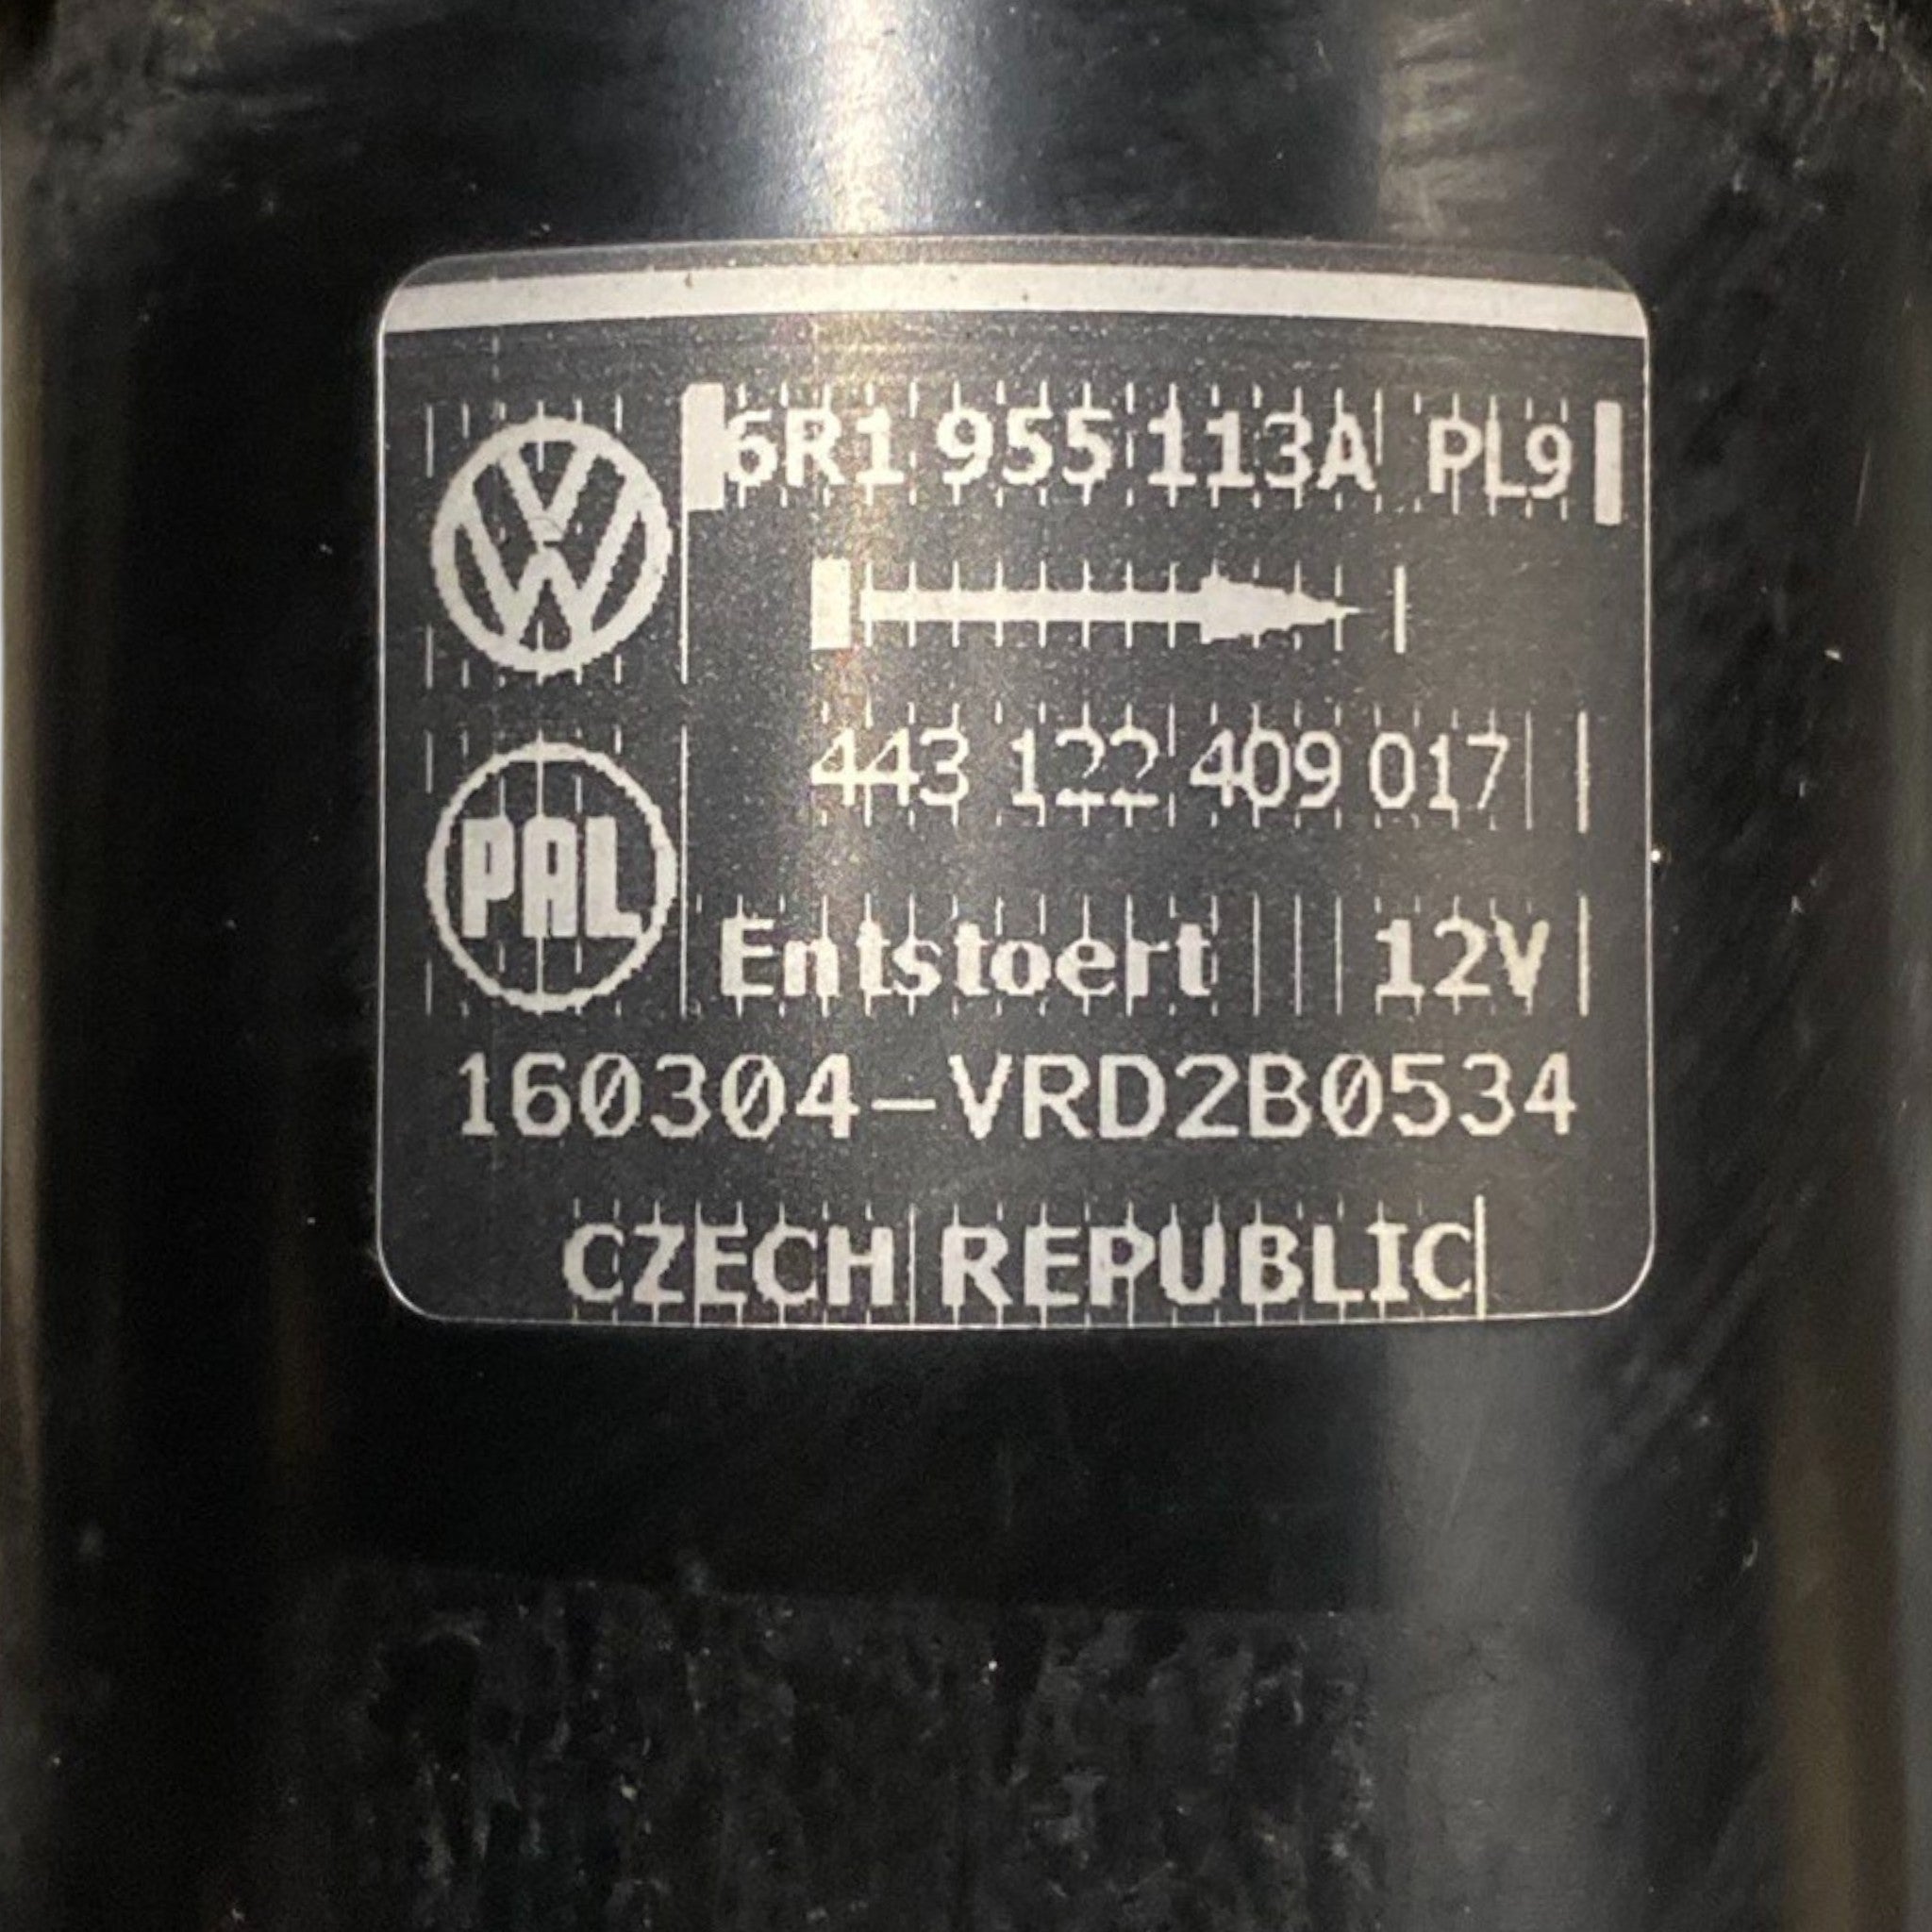 6R1 955 113A PL9
443 122 409 017
PAL
Entstoert 12V
160304-VRD2B0534
CZECH REPUBLIC